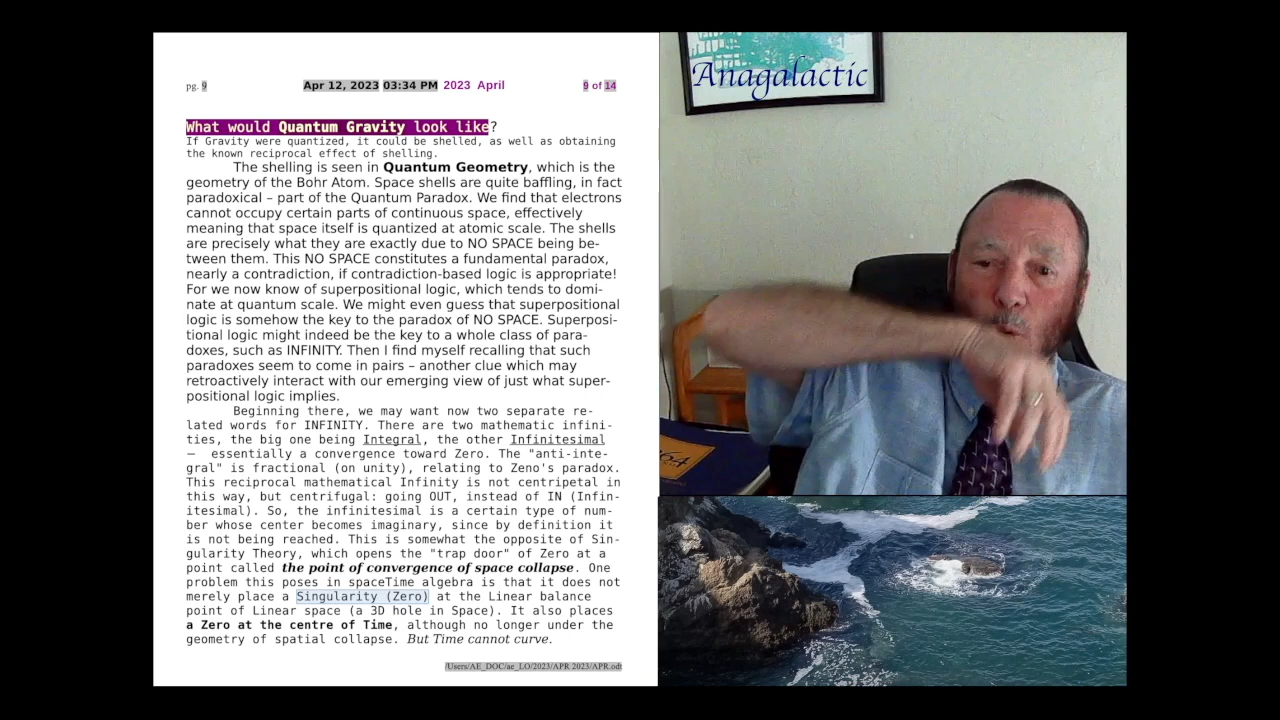 pg. 9 Apr 12, 2023 03:34 PM 2023 April 9 of 14
What would Quantum Gravity look like?
If Gravity were quantized, it could be shelled, as well as obtaining
the known reciprocal effect of shelling.
The shelling is seen in Quantum Geometry, which is the
geometry of the Bohr Atom. Space shells are quite baffling, in fact
paradoxical – part of the Quantum Paradox. We find that electrons
cannot occupy certain parts of continuous space, effectively
meaning that space itself is quantized at atomic scale. The shells
are precisely what they are exactly due to NO SPACE being be-
tween them. This NO SPACE constitutes a fundamental paradox,
nearly a contradiction, if contradiction-based logic is appropriate!
For we now know of superpositional logic, which tends to domi-
nate at quantum scale. We might even guess that superpositional
logic is somehow the key to the paradox of NO SPACE. Superposi-
tional logic might indeed be the key to a whole class of para-
doxes, such as INFINITY. Then I find myself recalling that such
paradoxes seem to come in pairs – another clue which may
retroactively interact with our emerging view of just what super-
positional logic implies.
Beginning there, we may want now two separate re-
lated words for INFINITY. There are two mathematic infini-
ties, the big one being Integral, the other Infinitesimal
— essentially a convergence toward Zero. The "anti-inte-
gral" is fractional (on unity), relating to Zeno's paradox.
This reciprocal mathematical Infinity is not centripetal in
this way, but centrifugal: going OUT, instead of IN (Infin-
itesimal). So, the infinitesimal is a certain type of num-
ber whose center becomes imaginary, since by definition it
is not being reached. This is somewhat the opposite of Sin-
gularity Theory, which opens the "trap door" of Zero at a
point called the point of convergence of space collapse. One
problem this poses in spaceTime algebra is that it does not
merely place a Singularity (Zero) at the Linear balance
point of Linear space (a 3D hole in Space). It also places
a Zero at the centre of Time, although no longer under the
geometry of spatial collapse. But Time cannot curve.
/Users/AE_DOC/ae_LO/2023/APR 2023/APR.odt
Anagalactic
64